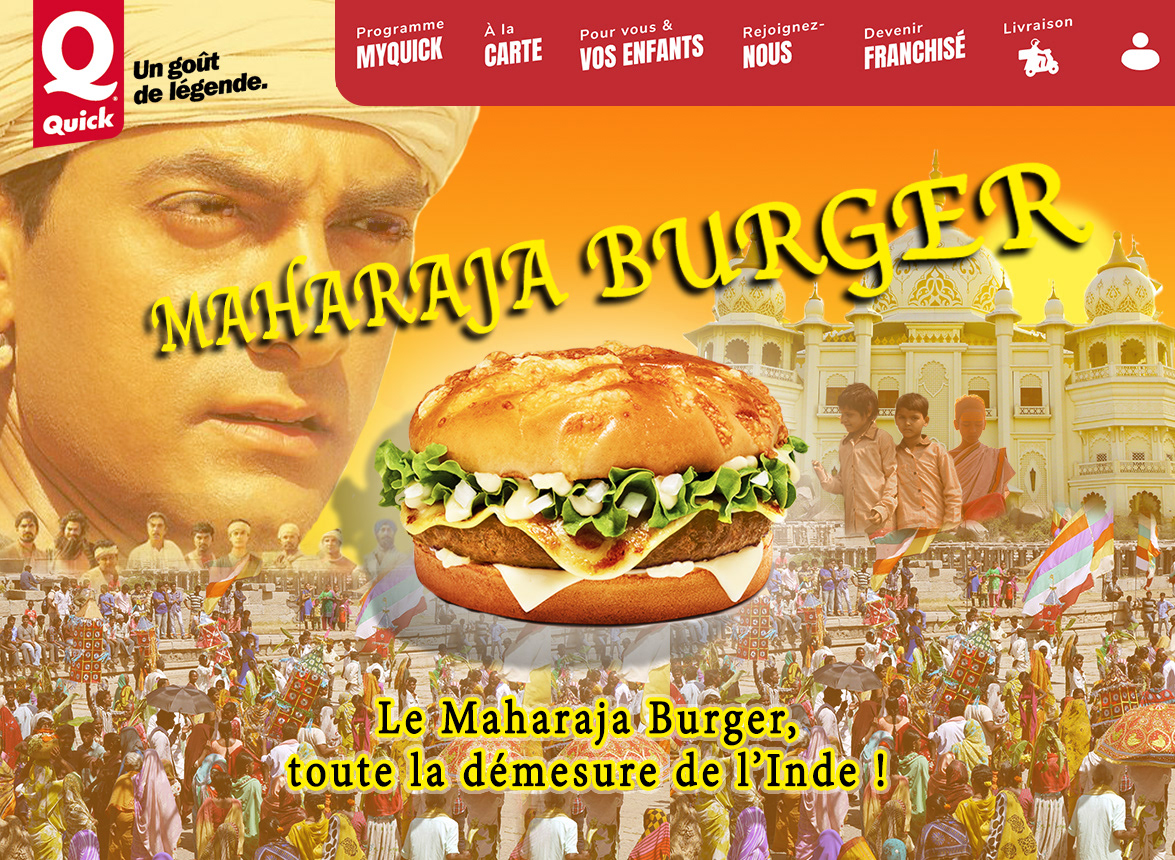 Quick
Un goût
de légende.
Programme
MYQUICK
À la
CARTE
Pour vous &
VOS ENFANTS
Rejoignez-
NOUS
Devenir
FRANCHISÉ
Livraison
MAHARAJA BURGER
Le Maharaja Burger,
toute la démesure de l’Inde !